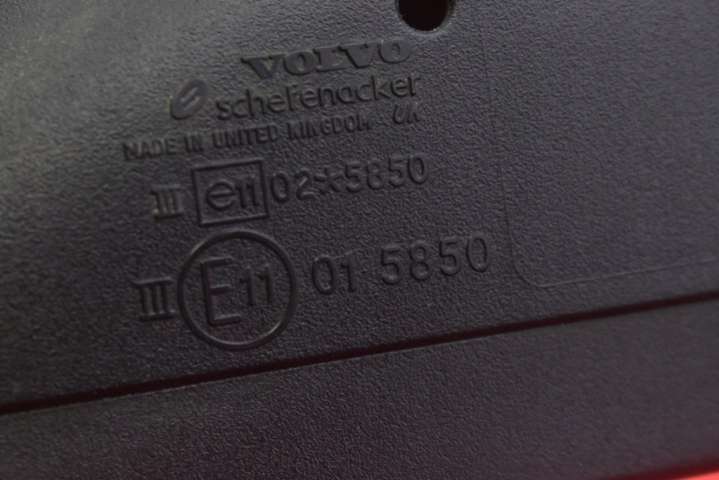 VOLVO
schefenacker
MADE IN UNITED KINGDOM UK
III e11 02*5850
III E11 01 5850